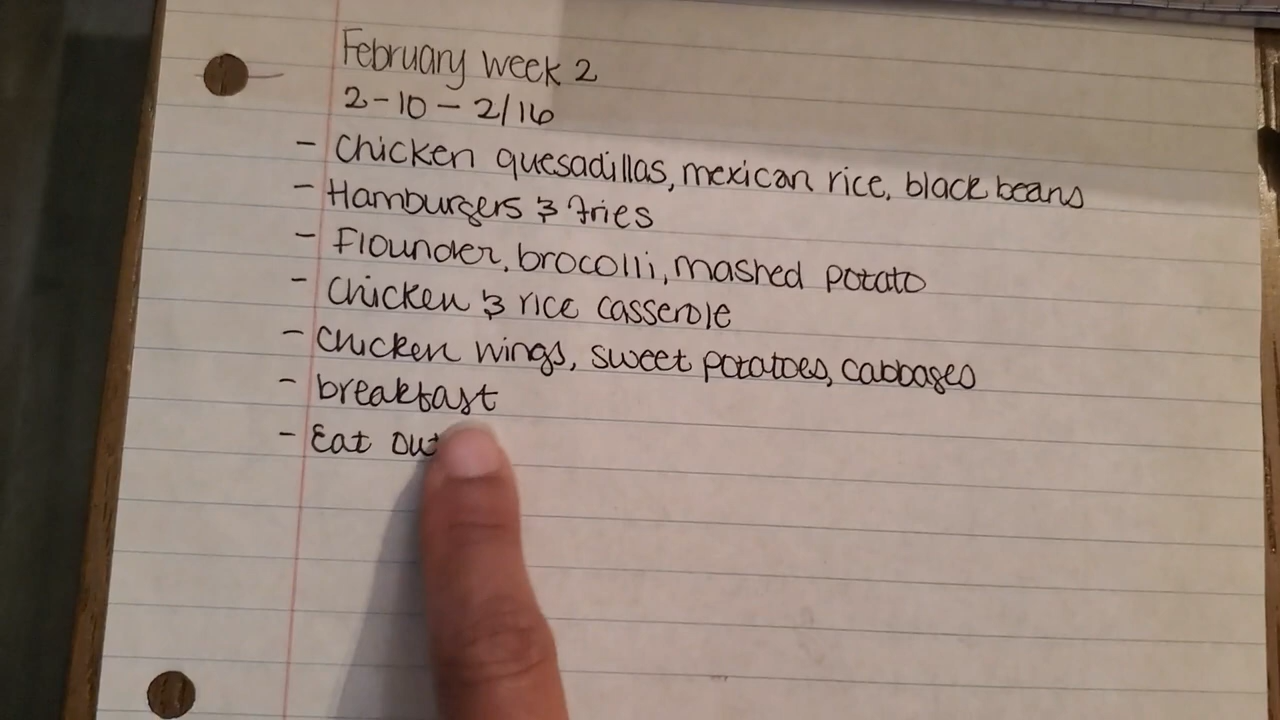 February week 2
2-10 - 2/16
- Chicken quesadillas, mexican rice, black beans
- Hamburgers & fries
- Flounder, brocolli, mashed potato
- Chicken & rice casserole
- Chicken wings, sweet potatoes, cabbages
- breakfast
- Eat out